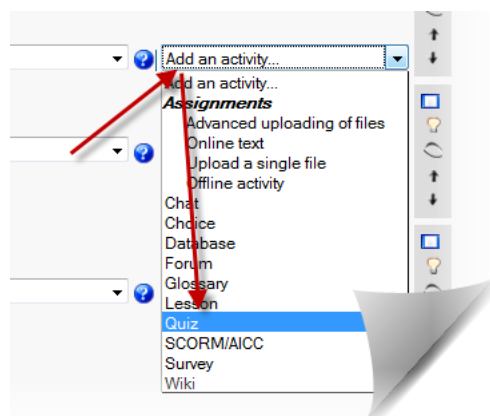 Add an activity...
Add an activity...
Assignments
Advanced uploading of files
Online text
Upload a single file
Offline activity
Chat
Choice
Database
Forum
Glossary
Lesson
Quiz
SCORM/AICC
Survey
Wiki